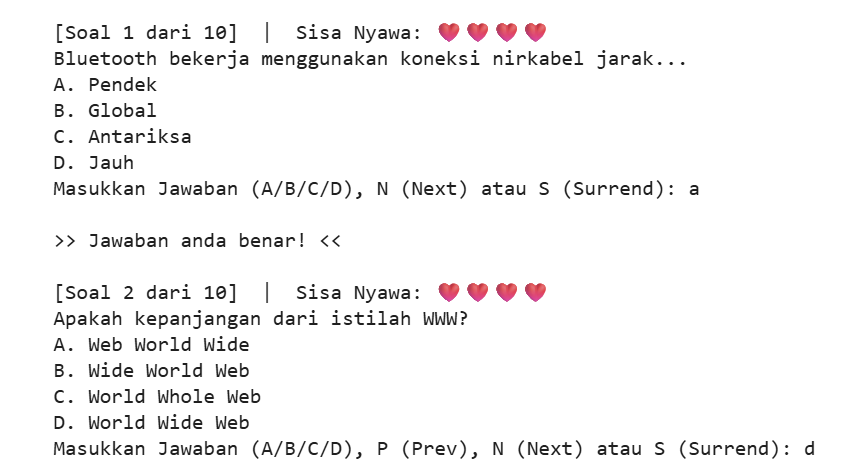 [Soal 1 dari 10]  |  Sisa Nyawa: 💗💗💗💗
Bluetooth bekerja menggunakan koneksi nirkabel jarak...
A. Pendek
B. Global
C. Antariksa
D. Jauh
Masukkan Jawaban (A/B/C/D), N (Next) atau S (Surrend): a
>> Jawaban anda benar! <<
[Soal 2 dari 10]  |  Sisa Nyawa: 💗💗💗💗
Apakah kepanjangan dari istilah WWW?
A. Web World Wide
B. Wide World Web
C. World Whole Web
D. World Wide Web
Masukkan Jawaban (A/B/C/D), P (Prev), N (Next) atau S (Surrend): d